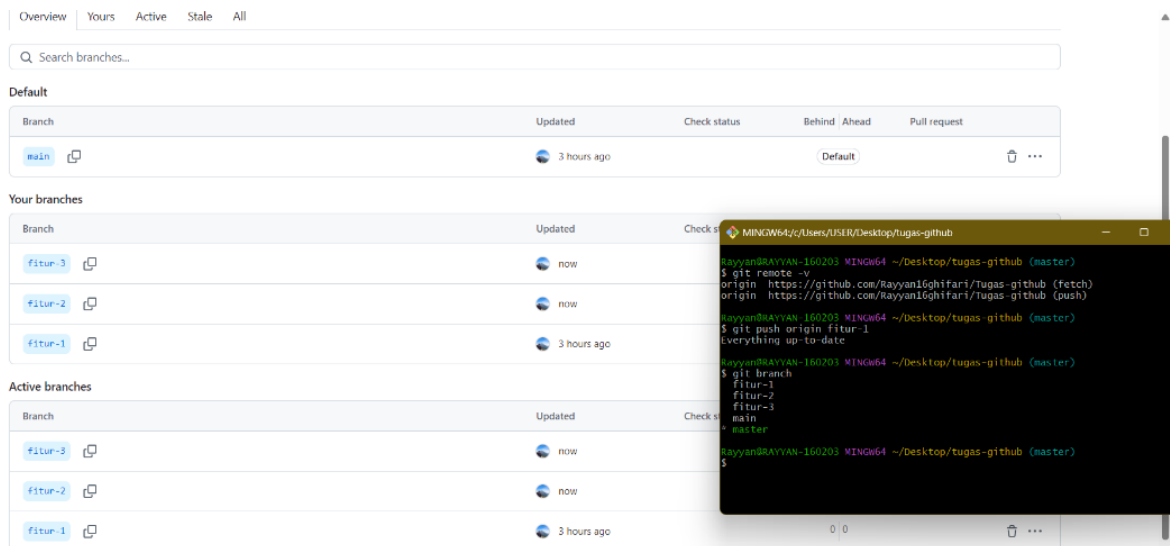 Overview Yours Active Stale All
Search branches...
Default
Branch Updated Check status Behind Ahead Pull request
main 3 hours ago Default
Your branches
Branch Updated Check s
fitur-3 now
fitur-2 now
fitur-1 3 hours ago
Active branches
Branch Updated Check st
fitur-3 now
fitur-2 now
fitur-1 3 hours ago 0 0
MINGW64:/c/Users/USER/Desktop/tugas-github
Rayyan@RAYYAN-160203 MINGW64 ~/Desktop/tugas-github (master)
$ git remote -v
origin https://github.com/Rayyan16ghifari/Tugas-github (fetch)
origin https://github.com/Rayyan16ghifari/Tugas-github (push)
Rayyan@RAYYAN-160203 MINGW64 ~/Desktop/tugas-github (master)
$ git push origin fitur-1
Everything up-to-date
Rayyan@RAYYAN-160203 MINGW64 ~/Desktop/tugas-github (master)
$ git branch
fitur-1
fitur-2
fitur-3
main
* master
Rayyan@RAYYAN-160203 MINGW64 ~/Desktop/tugas-github (master)
$